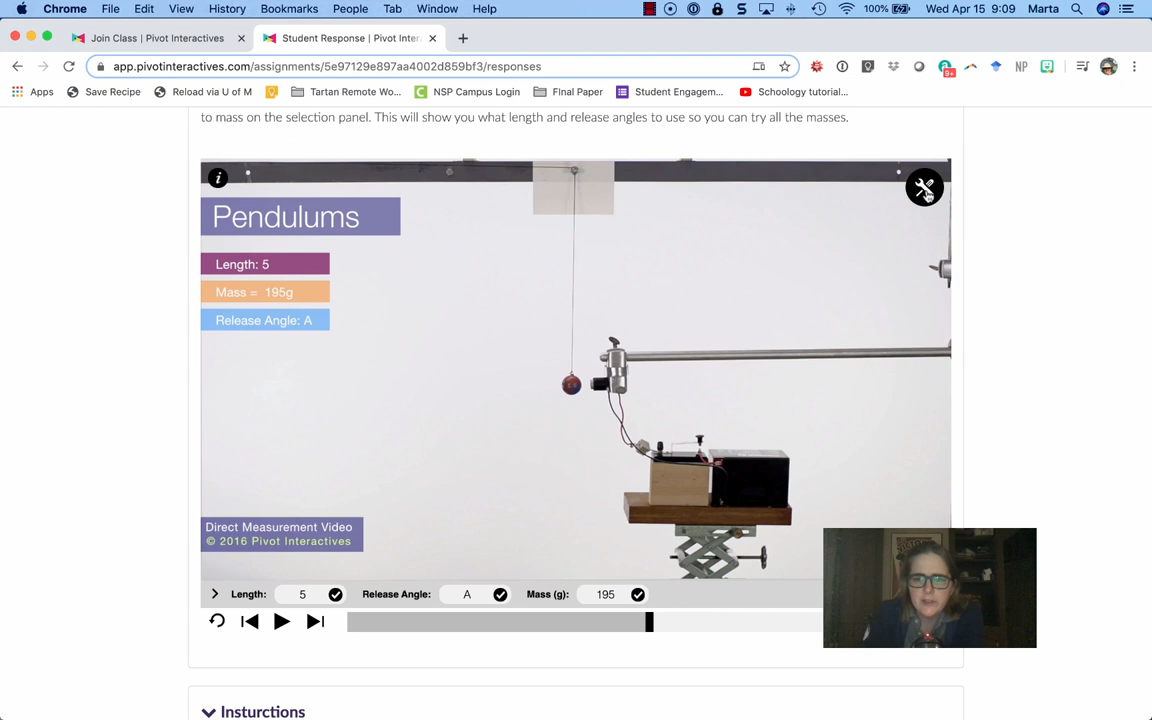 Chrome File Edit View History Bookmarks People Tab Window Help 100% Wed Apr 15 9:09 Marta
Join Class | Pivot Interactives
Student Response | Pivot Inter
app.pivotinteractives.com/assignments/5e97129e897aa4002d859bf3/responses
9+
NP
Apps Save Recipe Reload via U of M Tartan Remote Wo... NSP Campus Login FInal Paper Student Engagem... Schoology tutorial...
to mass on the selection panel. This will show you what length and release angles to use so you can try all the masses.
i
Pendulums
Length: 5
Mass = 195g
Release Angle: A
Direct Measurement Video
© 2016 Pivot Interactives
Length: 5 Release Angle: A Mass (g): 195
Insturctions